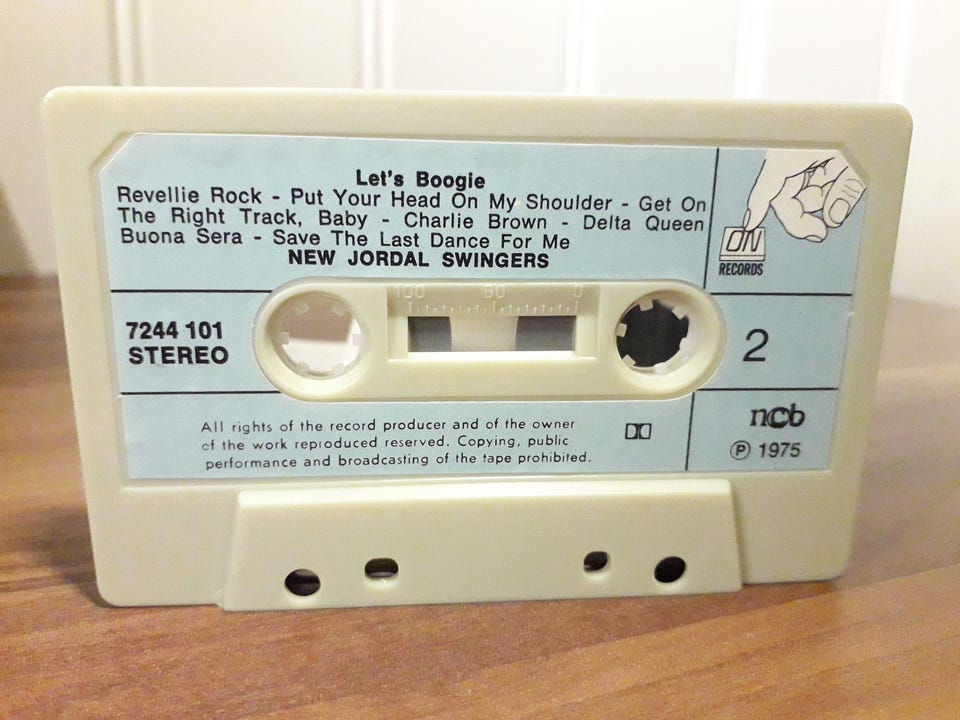 Let's Boogie
Revellie Rock - Put Your Head On My Shoulder - Get On
The Right Track, Baby - Charlie Brown - Delta Queen
Buona Sera - Save The Last Dance For Me
NEW JORDAL SWINGERS
ON
RECORDS
100 50 0
7244 101
STEREO
2
All rights of the record producer and of the owner
of the work reproduced reserved. Copying, public
performance and broadcasting of the tape prohibited.
ncb
Ⓟ 1975